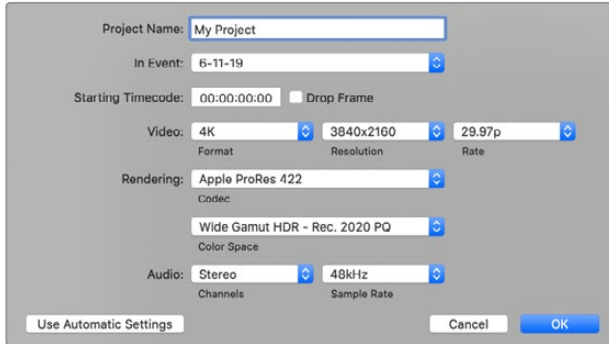 Project Name: My Project
In Event: 6-11-19
Starting Timecode: 00:00:00:00 Drop Frame
Video: 4K 3840x2160 29.97p
Format Resolution Rate
Rendering: Apple ProRes 422
Codec
Wide Gamut HDR - Rec. 2020 PQ
Color Space
Audio: Stereo 48kHz
Channels Sample Rate
Use Automatic Settings Cancel OK